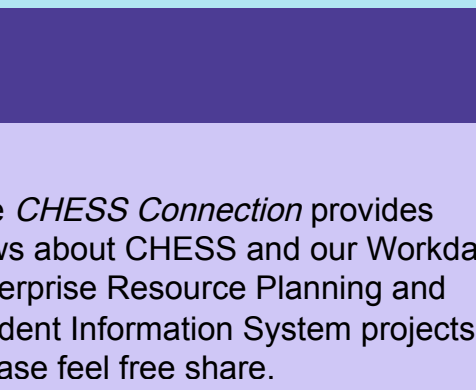 e CHESS Connection provides
ws about CHESS and our Workda
erprise Resource Planning and
dent Information System projects
ase feel free share.